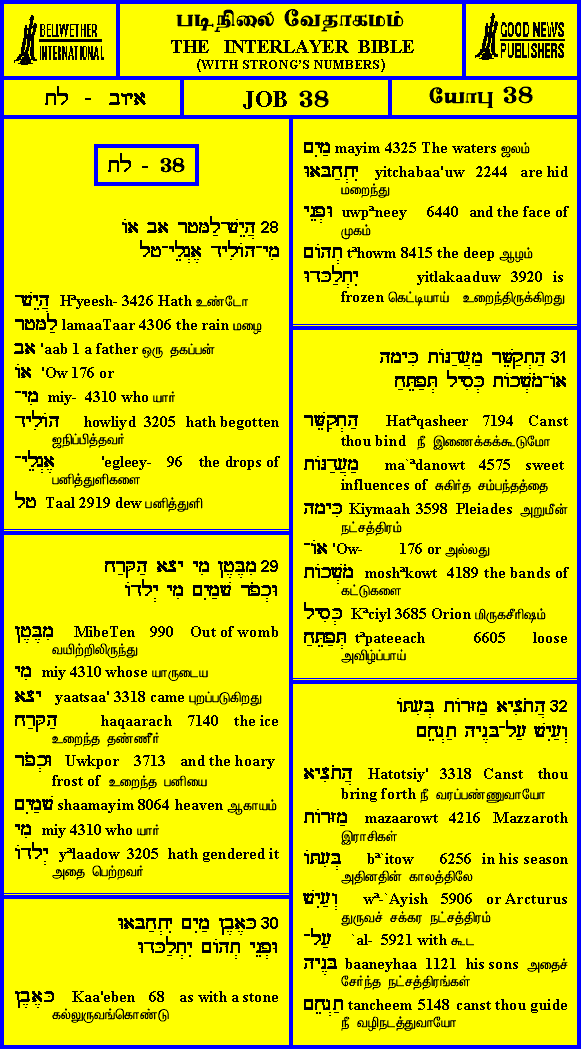 BELLWETHER
INTERNATIONAL
படிநிலை வேதாகமம்
THE INTERLAYER BIBLE
(WITH STRONG'S NUMBERS)
GOOD NEWS
PUBLISHERS
איוב - לח
JOB 38
யோபு 38
לח - 38
28 הֲיֵשׁ־לַמָּטָר אָב אוֹ
מִי־הוֹלִיד אֶגְלֵי־טָל
הֲיֵשׁ־ Hªyeesh- 3426 Hath உண்டோ
לַמָּטָר lamaaTaar 4306 the rain மழை
אָב 'aab 1 a father ஒரு தகப்பன்
אוֹ 'Ow 176 or
מִי־ miy- 4310 who யார்
הוֹלִיד howliyd 3205 hath begotten
ஜநிப்பித்தவர்
אֶגְלֵי־ 'egleey- 96 the drops of
பனித்துளிகளை
טָל Taal 2919 dew பனித்துளி
29 מִבֶּטֶן מִי יָצָא הַקָּרַח
וּכְפֹר שָׁמַיִם מִי יְלָדוֹ
מִבֶּטֶן MibeTen 990 Out of womb
வயிற்றிலிருந்து
מִי miy 4310 whose யாருடைய
יָצָא yaatsaa' 3318 came புறப்படுகிறது
הַקָּרַח haqaarach 7140 the ice
உறைந்த தண்ணீர்
וּכְפֹר Uwkpor 3713 and the hoary
frost of உறைந்த பனியை
שָׁמַיִם shaamayim 8064 heaven ஆகாயம்
מִי miy 4310 who யார்
יְלָדוֹ yªlaadow 3205 hath gendered it
அதை பெற்றவர்
30 כָּאֶבֶן מַיִם יִתְחַבָּאוּ
וּפְנֵי תְהוֹם יִתְלַכָּדוּ
כָּאֶבֶן Kaa'eben 68 as with a stone
கல்லுருவங்கொண்டு
מַיִם mayim 4325 The waters ஜலம்
יִתְחַבָּאוּ yitchabaa'uw 2244 are hid
மறைந்து
וּפְנֵי uwpªneey 6440 and the face of
முகம்
תְהוֹם tªhowm 8415 the deep ஆழம்
יִתְלַכָּדוּ yitlakaaduw 3920 is
frozen கெட்டியாய் உறைந்திருக்கிறது
31 הַתְקַשֵּׁר מַעֲדַנּוֹת כִּימָה
אוֹ־מֹשְׁכוֹת כְּסִיל תְּפַתֵּחַ
הַתְקַשֵּׁר Hatªqasheer 7194 Canst
thou bind நீ இணைக்கக்கூடுமோ
מַעֲדַנּוֹת ma`ªdanowt 4575 sweet
influences of சுகிர்த சம்பந்தத்தை
כִּימָה Kiymaah 3598 Pleiades அறுமீன்
நட்சத்திரம்
אוֹ־ 'Ow- 176 or அல்லது
מֹשְׁכוֹת moshªkowt 4189 the bands of
கட்டுகளை
כְּסִיל Kªciyl 3685 Orion மிருகசீரிஷம்
תְּפַתֵּחַ tªpateeach 6605 loose
அவிழ்ப்பாய்
32 הֲתֹצִיא מַזָּרוֹת בְּעִתּוֹ
וְעַיִשׁ עַל־בָּנֶיהָ תַנְחֵם
הֲתֹצִיא Hatotsiy' 3318 Canst thou
bring forth நீ வரப்பண்ணுவாயோ
מַזָּרוֹת mazaarowt 4216 Mazzaroth
இராசிகள்
בְּעִתּוֹ bª`itow 6256 in his season
அதினதின் காலத்திலே
וְעַיִשׁ wª-`Ayish 5906 or Arcturus
துருவச் சக்கர நட்சத்திரம்
עַל־ `al- 5921 with கூட
בָּנֶיהָ baaneyhaa 1121 his sons அதைச்
சேர்ந்த நட்சத்திரங்கள்
תַנְחֵם tancheem 5148 canst thou guide
நீ வழிநடத்துவாயோ